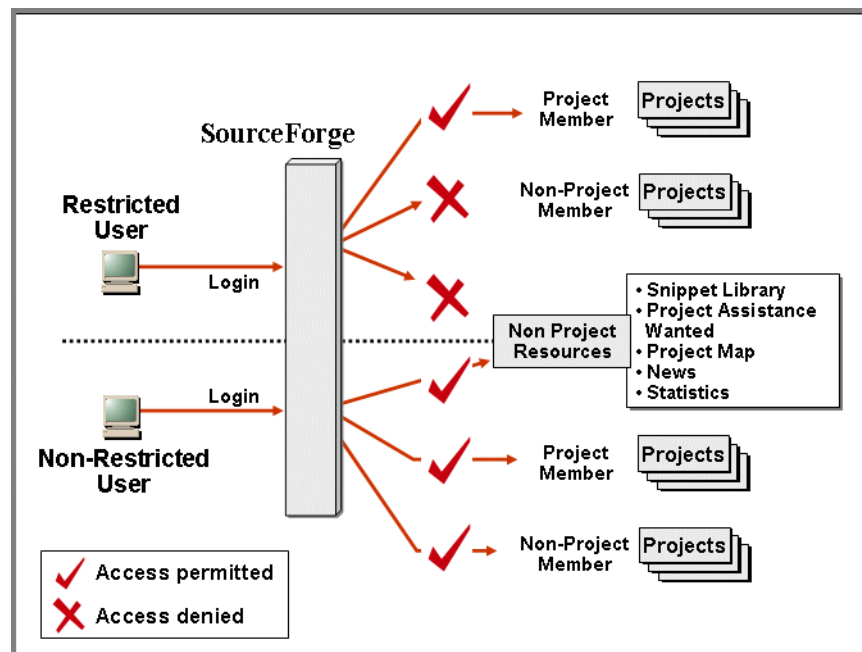 SourceForge
Restricted
User
Login
Project
Member
Projects
Non-Project
Member
Projects
Non Project
Resources
• Snippet Library
• Project Assistance
Wanted
• Project Map
• News
• Statistics
Login
Non-Restricted
User
Project
Member
Projects
Non-Project
Member
Projects
Access permitted
Access denied